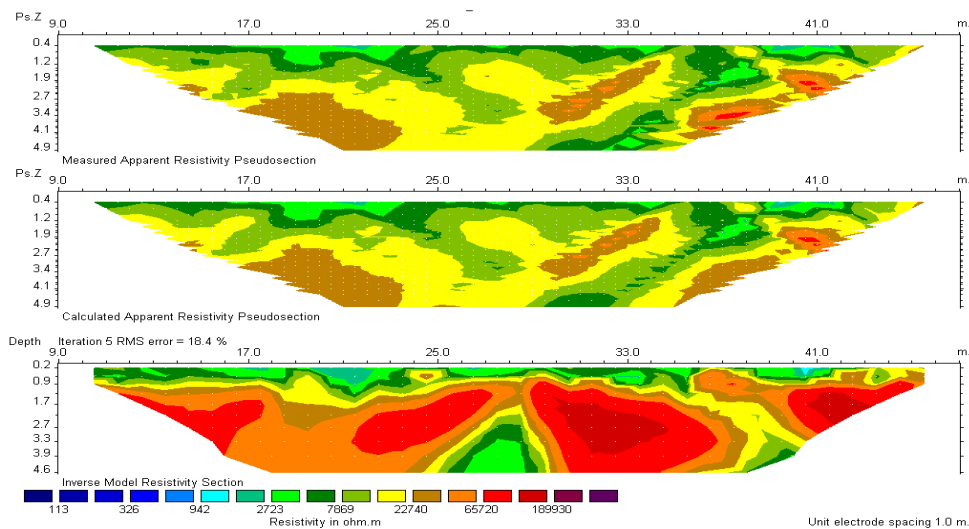 Ps.Z
9.0 17.0 25.0 33.0 41.0 m.
0.4
1.2
1.9
2.7
3.4
4.1
4.9
Measured Apparent Resistivity Pseudosection
Ps.Z
9.0 17.0 25.0 33.0 41.0 m.
0.4
1.2
1.9
2.7
3.4
4.1
4.9
Calculated Apparent Resistivity Pseudosection
Depth Iteration 5 RMS error = 18.4 %
9.0 17.0 25.0 33.0 41.0 m.
0.2
0.9
1.7
2.7
3.3
3.9
4.6
Inverse Model Resistivity Section
113 326 942 2723 7869 22740 65720 189930
Resistivity in ohm.m
Unit electrode spacing 1.0 m.